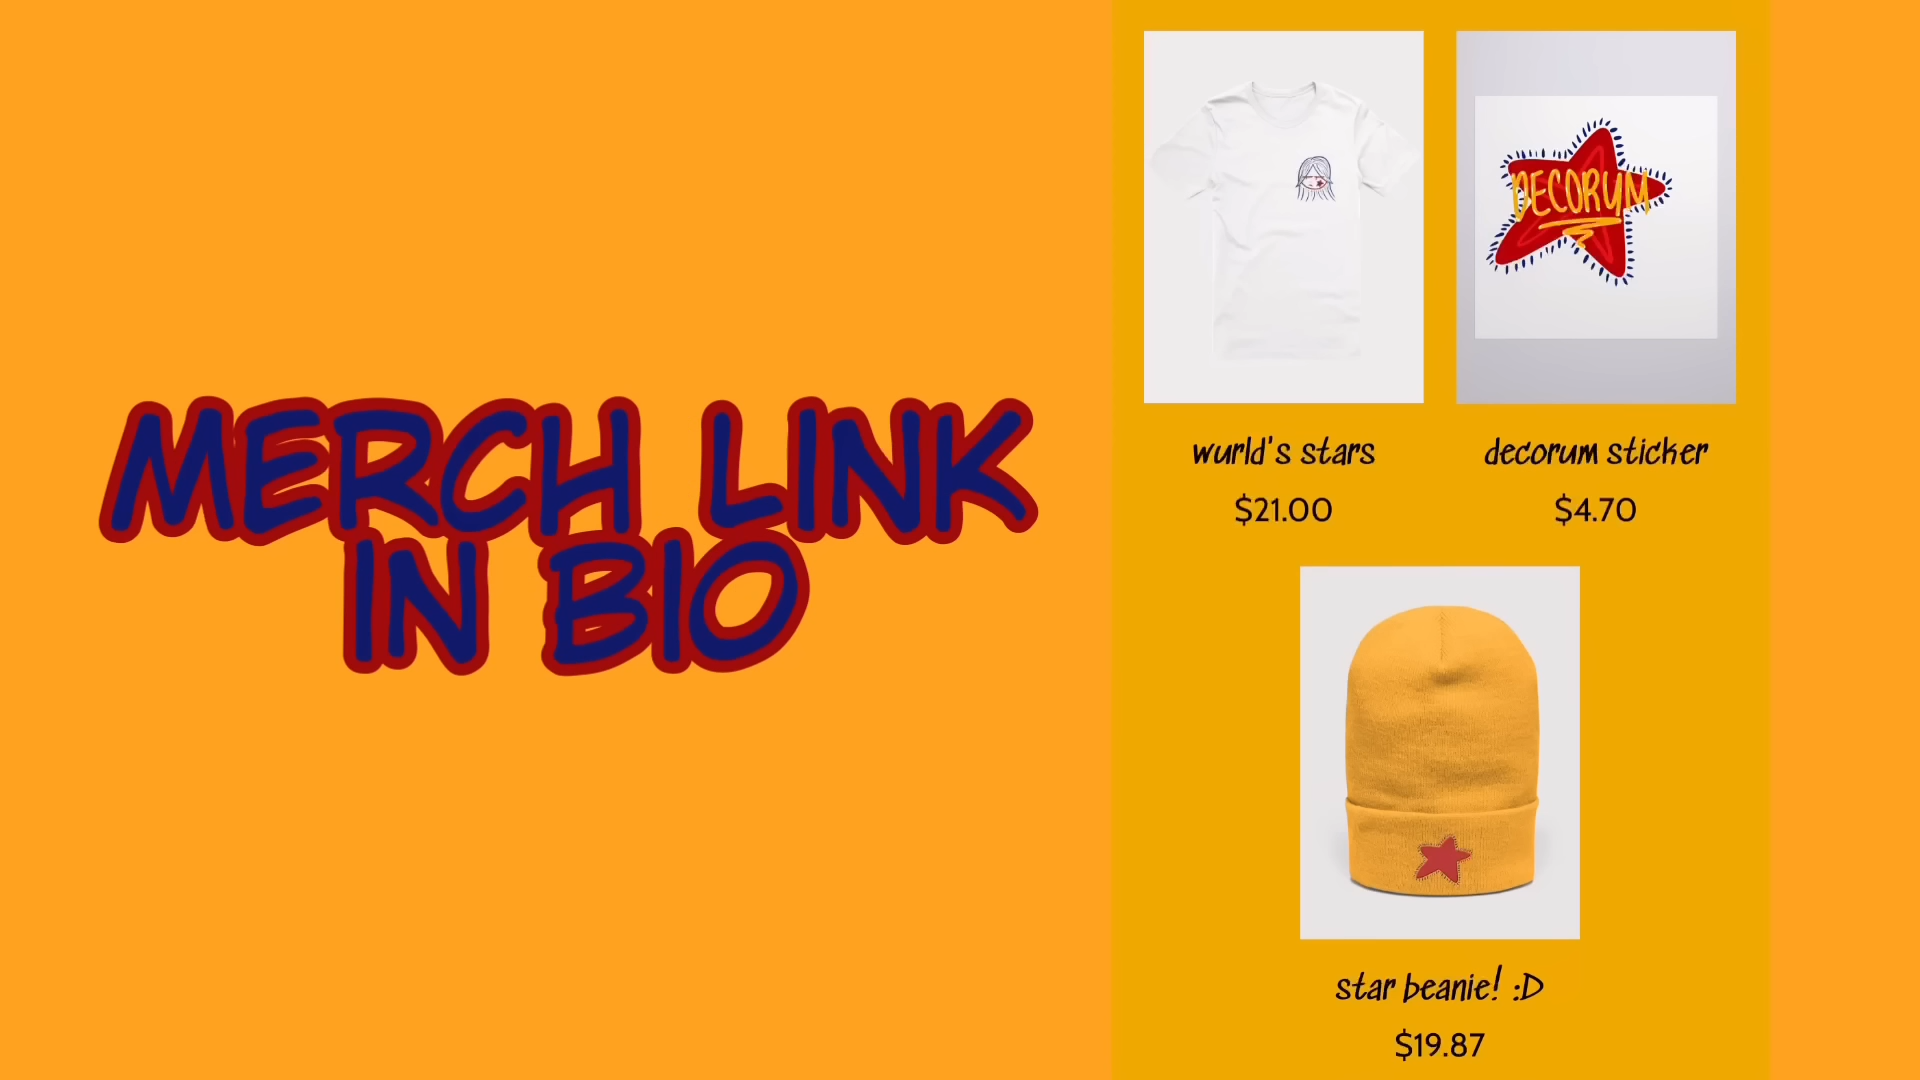 MERCH LINK
IN BIO
DECORUM
wurld's stars
decorum sticker
$21.00
$4.70
star beanie! :D
$19.87